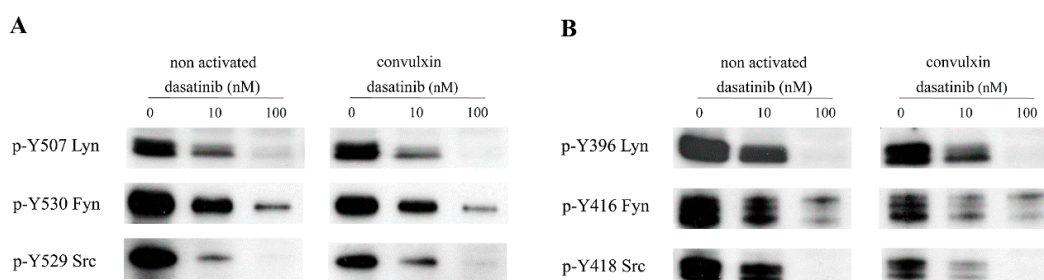 A
non activated
dasatinib (nM)
0 10 100
convulxin
dasatinib (nM)
0 10 100
p-Y507 Lyn
p-Y530 Fyn
p-Y529 Src
B
non activated
dasatinib (nM)
0 10 100
convulxin
dasatinib (nM)
0 10 100
p-Y396 Lyn
p-Y416 Fyn
p-Y418 Src